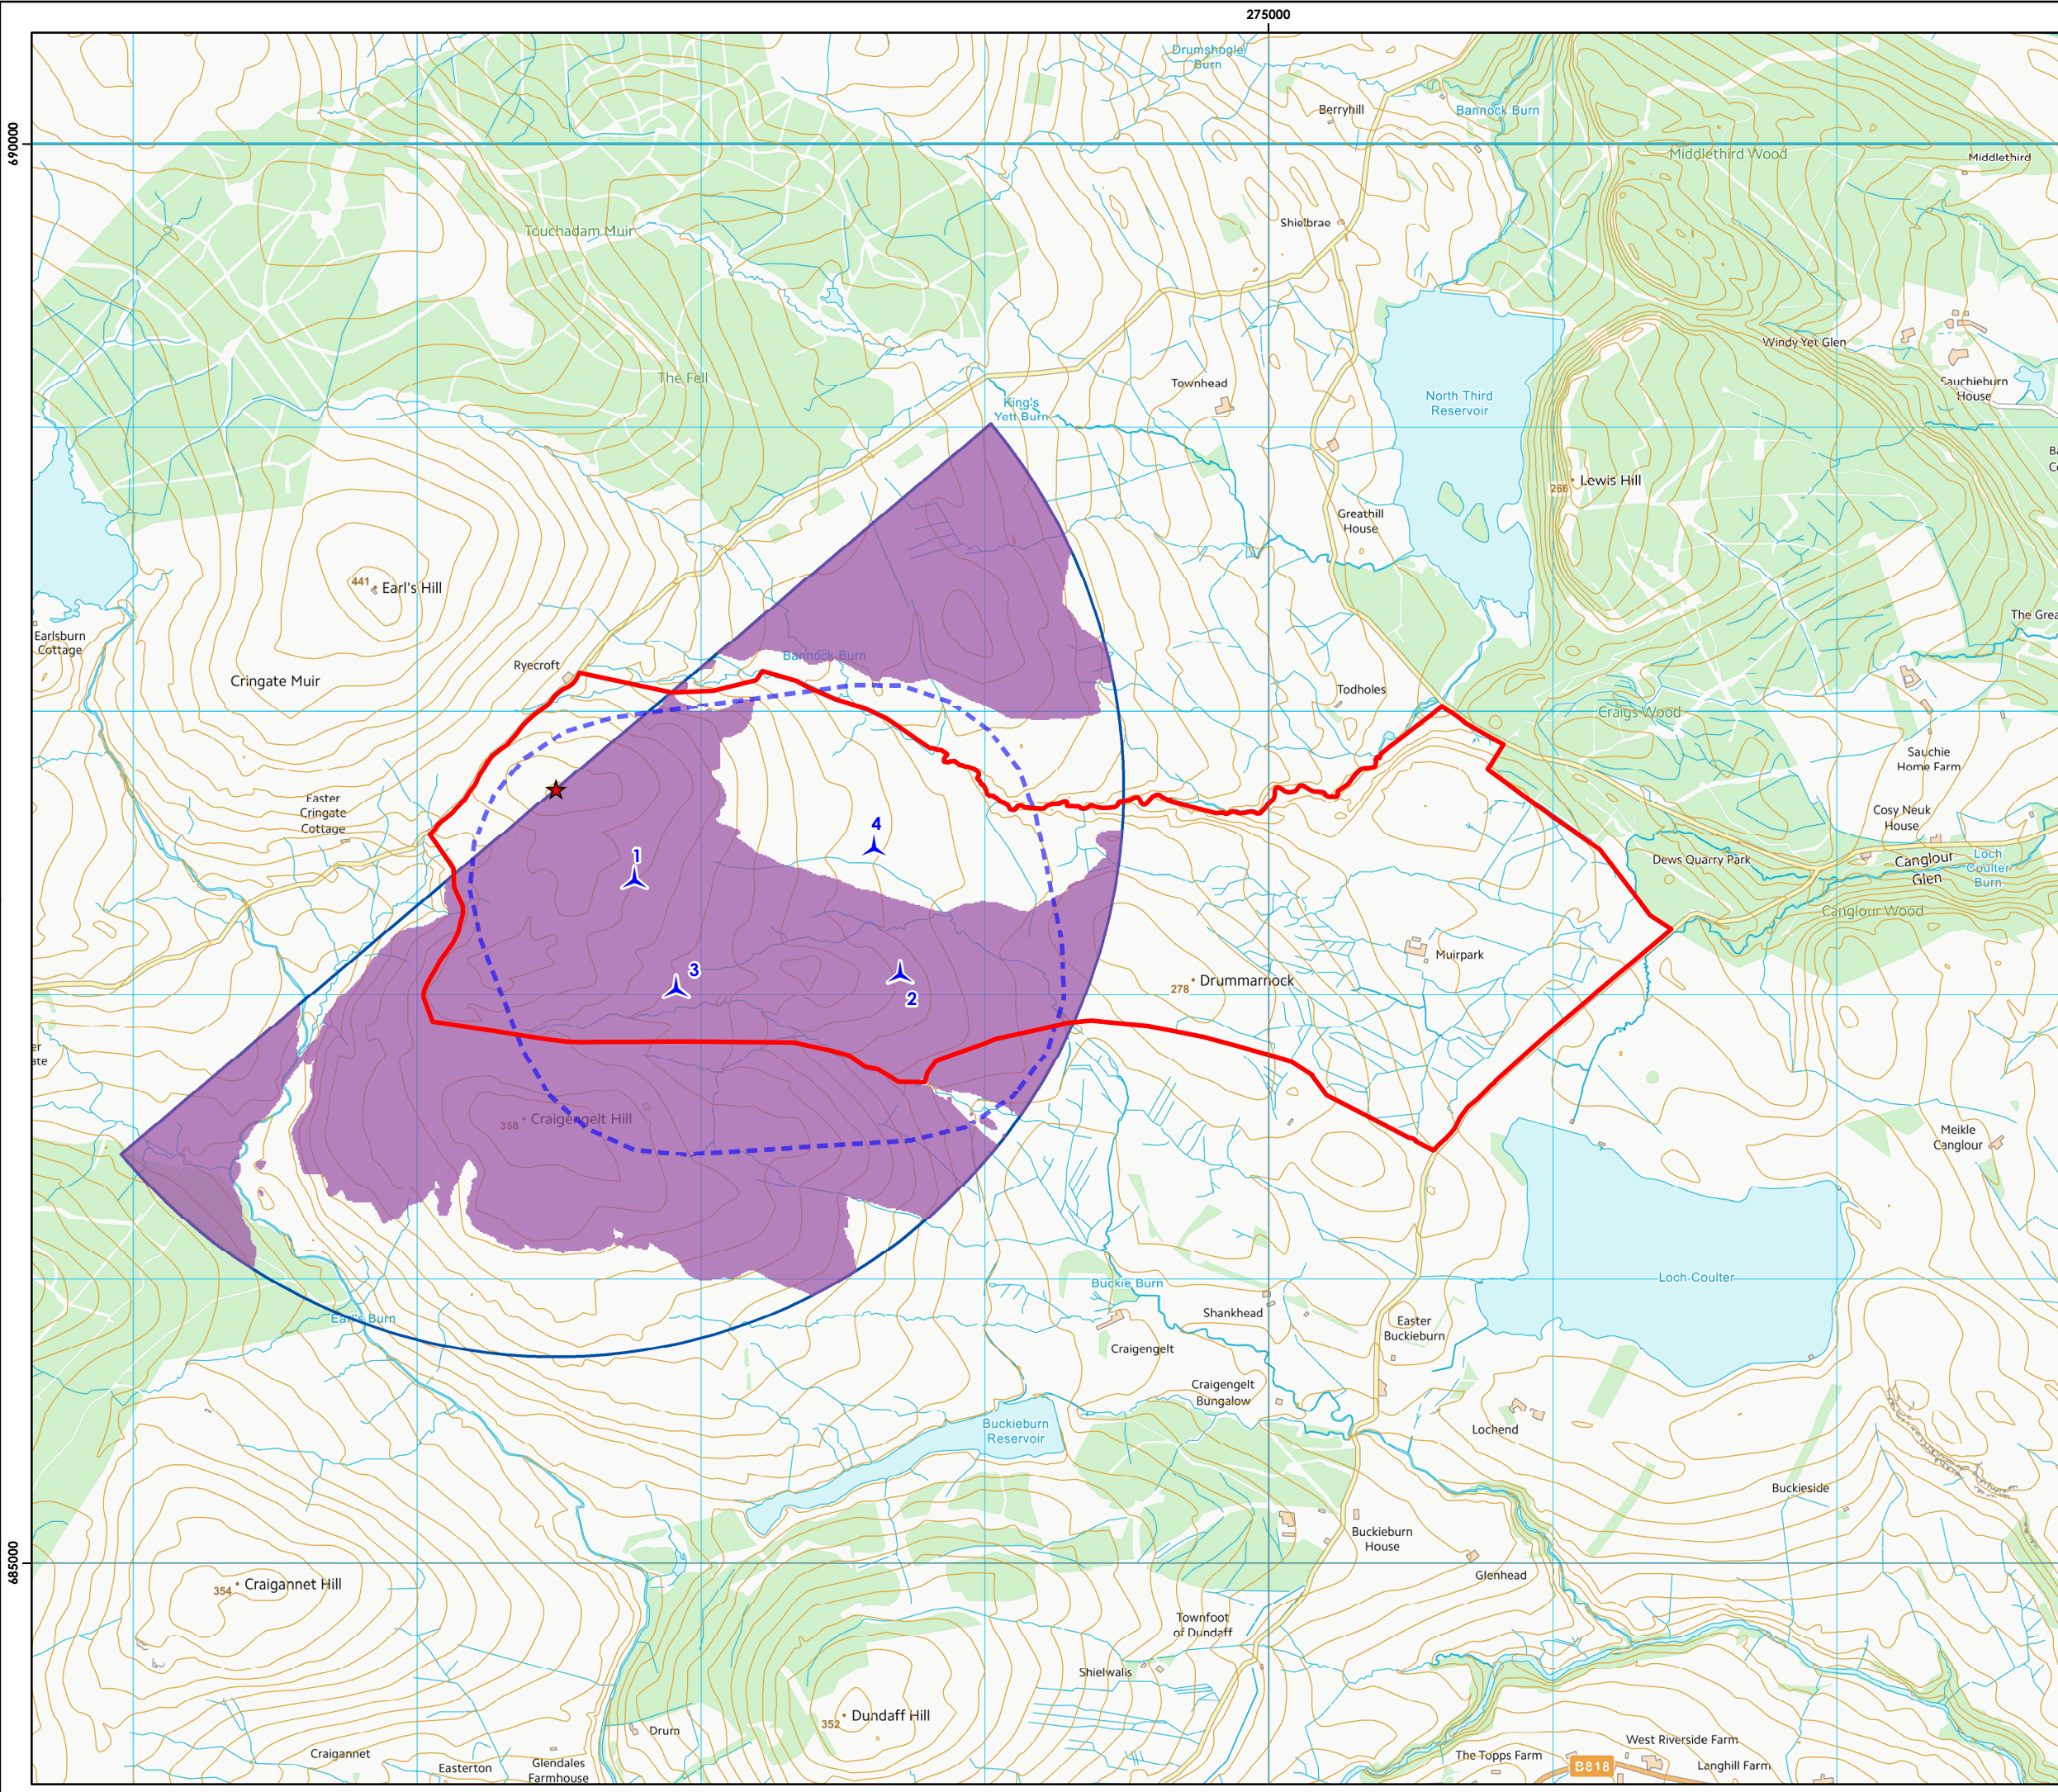 275000
690000
685000
Drumshogle
Burn
Berryhill
Bannock Burn
Middlethird Wood
Middlethird
Shielbrae
Touchadam Muir
The Fell
Windy Yet Glen
Townhead
King's
Yett Burn
North Third
Reservoir
Sauchieburn
House
266
Lewis Hill
Greathill
House
441
Earl's Hill
Earlsburn
Cottage
The Grea
Ryecroft
Bannock Burn
Cringate Muir
Todholes
Craigs Wood
Sauchie
Home Farm
Easter
Cringate
Cottage
Cosy Neuk
House
4
1
Dews Quarry Park
Canglour
Glen
Loch
Coulter
Burn
Canglour Wood
Muirpark
3
2
278
Drummarnock
er
ate
358
Craigengelt Hill
Meikle
Canglour
Buckie Burn
Loch Coulter
Earl's Burn
Shankhead
Easter
Buckieburn
Craigengelt
Craigengelt
Bungalow
Buckieburn
Reservoir
Lochend
Buckieside
Buckieburn
House
354
Craigannet Hill
Glenhead
Townfoot
of Dundaff
Shielwalis
352
Dundaff Hill
Drum
Craigannet
Easterton
Glendales
Farmhouse
The Topps Farm
B818
West Riverside Farm
Langhill Farm